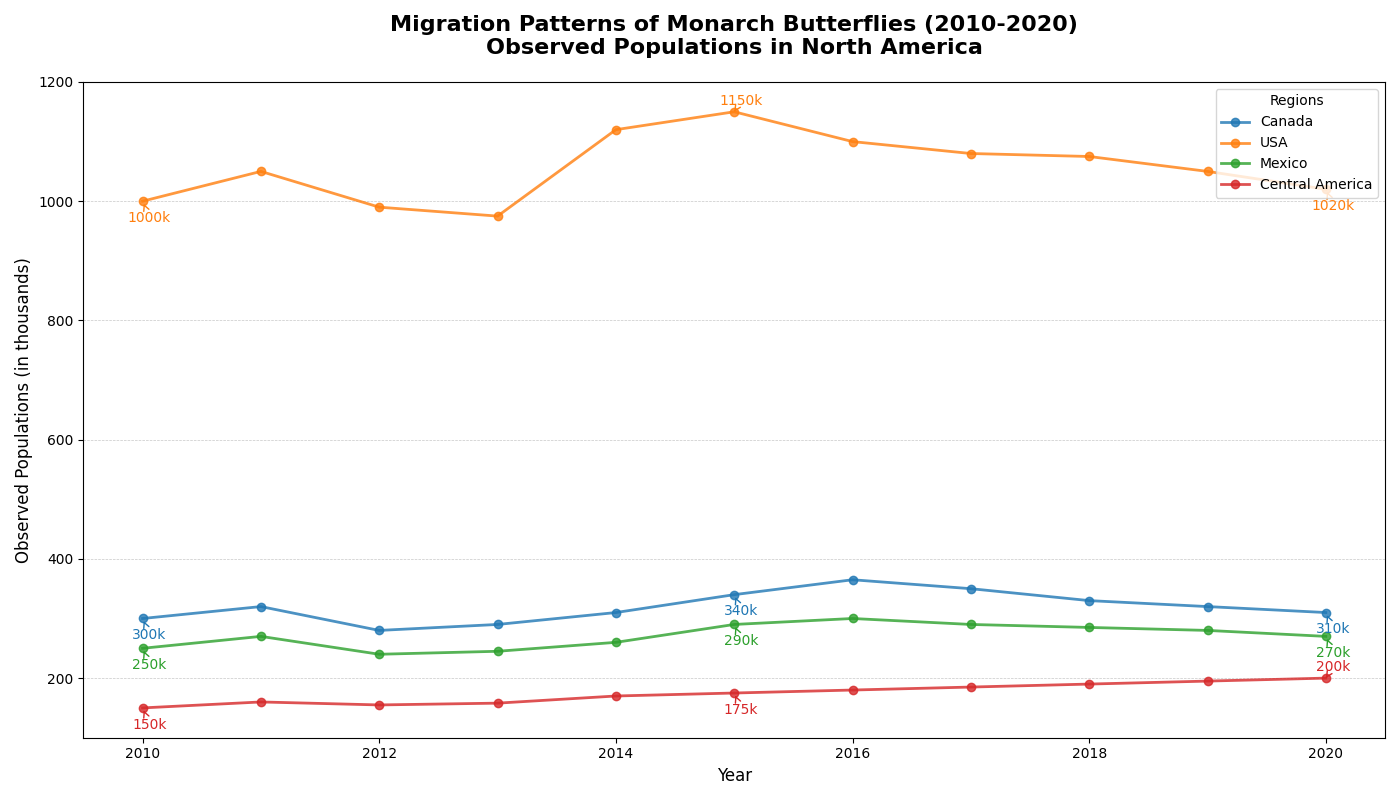 Migration Patterns of Monarch Butterflies (2010-2020)
Observed Populations in North America
Observed Populations (in thousands)
1200
1000
800
600
400
200
Regions
Canada
USA
Mexico
Central America
1150k
1000k
1020k
300k
340k
310k
250k
290k
270k
200k
150k
175k
2010
2012
2014
2016
2018
2020
Year